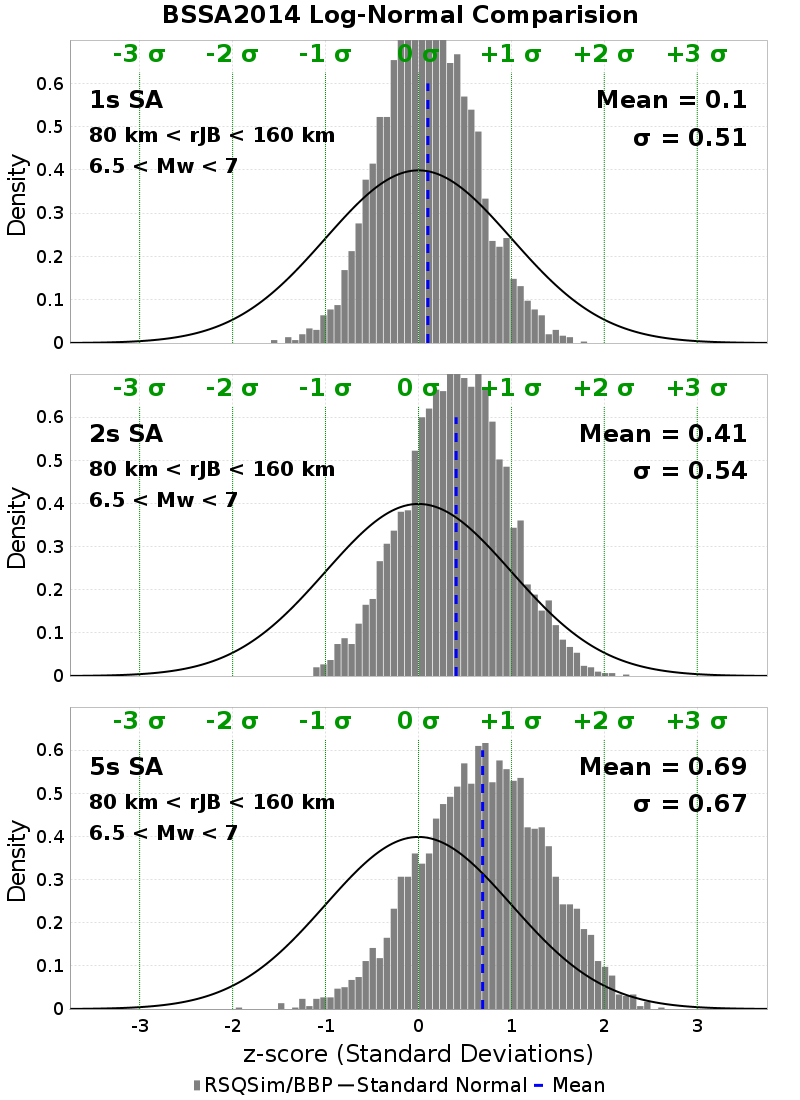 BSSA2014 Log-Normal Comparision
-3 σ -2 σ -1 σ 0 σ +1 σ +2 σ +3 σ
1s SA
Mean = 0.1
80 km < rJB < 160 km
σ = 0.51
6.5 < Mw < 7
Density
0.6
0.5
0.4
0.3
0.2
0.1
0
-3 σ -2 σ -1 σ 0 σ +1 σ +2 σ +3 σ
2s SA
Mean = 0.41
80 km < rJB < 160 km
σ = 0.54
6.5 < Mw < 7
Density
0.6
0.5
0.4
0.3
0.2
0.1
0
-3 σ -2 σ -1 σ 0 σ +1 σ +2 σ +3 σ
5s SA
Mean = 0.69
80 km < rJB < 160 km
σ = 0.67
6.5 < Mw < 7
Density
0.6
0.5
0.4
0.3
0.2
0.1
0
-3 -2 -1 0 1 2 3
z-score (Standard Deviations)
RSQSim/BBP Standard Normal Mean